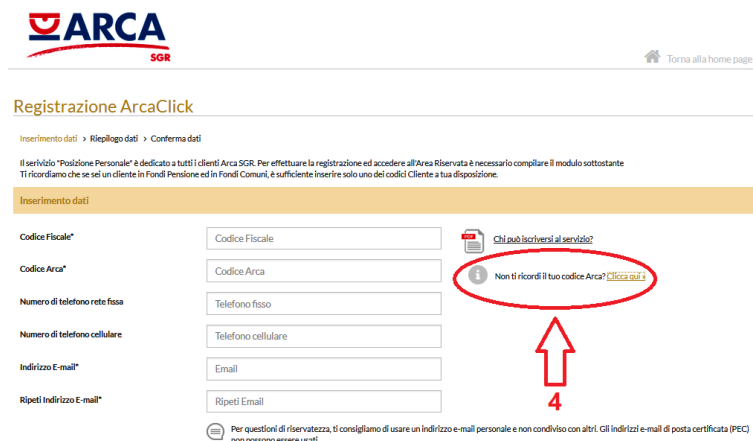 ARCA
SGR
Torna alla home page
Registrazione ArcaClick
Inserimento dati > Riepilogo dati > Conferma dati
Il serivizio "Posizione Personale" è dedicato a tutti i clienti Arca SGR. Per effettuare la registrazione ed accedere all'Area Riservata è necessario compilare il modulo sottostante
Ti ricordiamo che se sei un cliente in Fondi Pensione ed in Fondi Comuni, è sufficiente inserire solo uno dei codici Cliente a tua disposizione.
Inserimento dati
Codice Fiscale* Codice Fiscale PDF Chi può iscriversi al servizio?
Codice Arca* Codice Arca i Non ti ricordi il tuo codice Arca? Clicca qui »
Numero di telefono rete fissa Telefono fisso
Numero di telefono cellulare Telefono cellulare
Indirizzo E-mail* Email
Ripeti Indirizzo E-mail* Ripeti Email
4
Per questioni di riservatezza, ti consigliamo di usare un indirizzo e-mail personale e non condiviso con altri. Gli indirizzi e-mail di posta certificata (PEC)
non possono essere usati